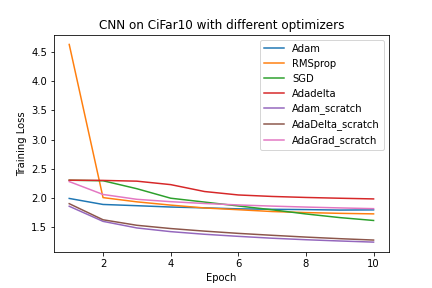 CNN on CiFar10 with different optimizers
Training Loss
4.5
4.0
3.5
3.0
2.5
2.0
1.5
Adam
RMSprop
SGD
Adadelta
Adam_scratch
AdaDelta_scratch
AdaGrad_scratch
2 4 6 8 10
Epoch